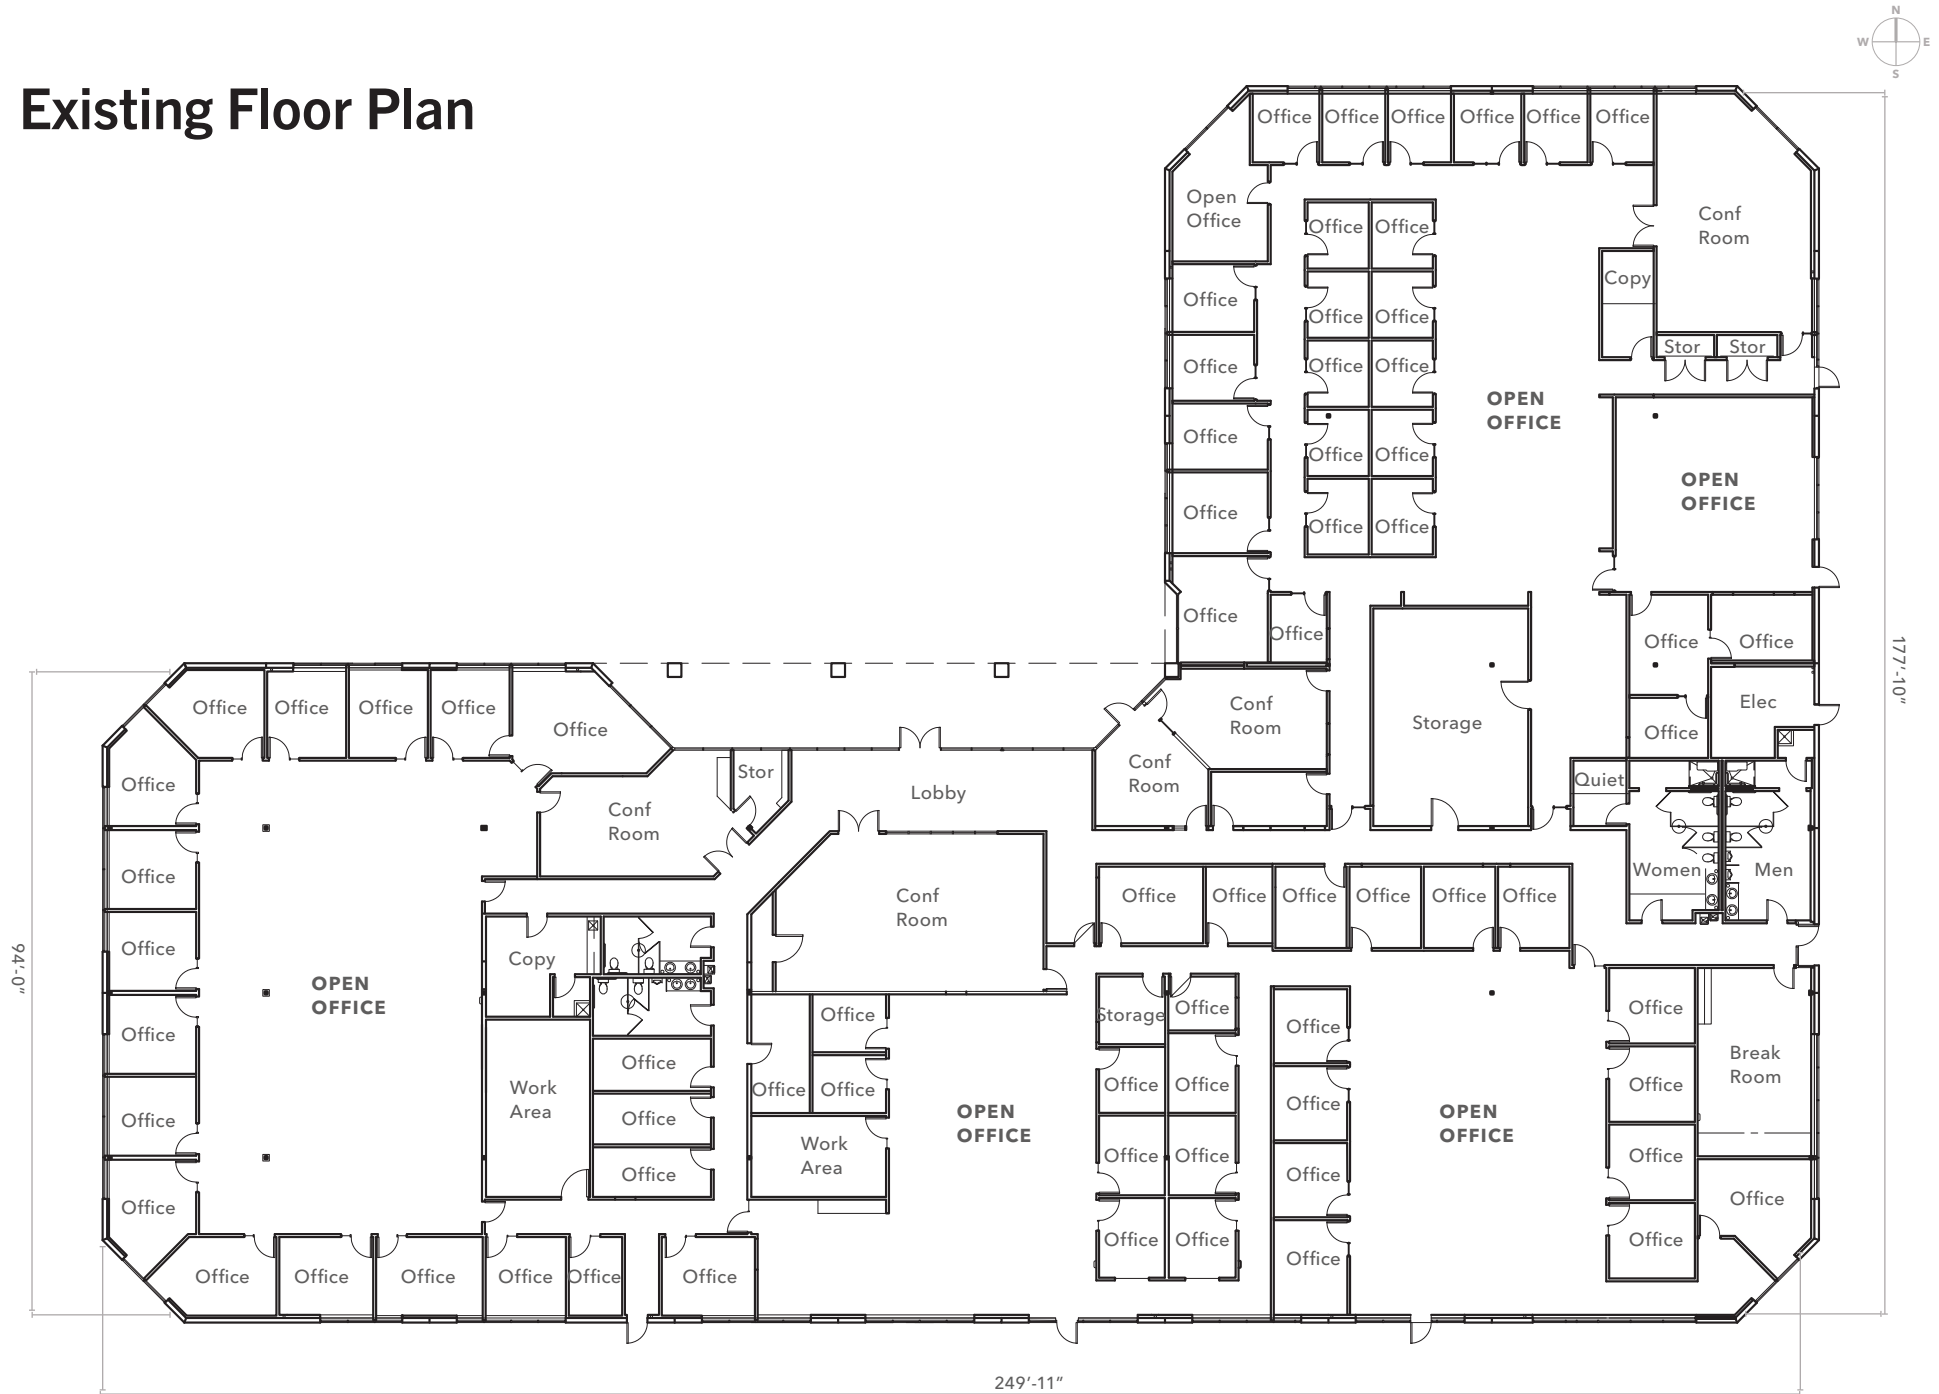 N
W E
S
Existing Floor Plan
Office Office Office Office Office Office
Open
Office
Conf
Room
Office Office
Copy
Office
Office Office
Stor Stor
Office
Office Office
OPEN
OFFICE
Office
Office Office
OPEN
OFFICE
Office
Office Office
Office
Office
Office Office
177'-10"
Office Office Office Office
Office
Conf
Room
Storage
Elec
Office
Office
Stor
Lobby
Conf
Room
Quiet
Conf
Room
Office
Women Men
Conf
Room
Office Office Office Office Office Office
Office
Copy
94'-0"
OPEN
OFFICE
Office
Office
Storage
Office
Office
Office
Office
Office
Break
Room
Work
Area
Office
Office
Office
Office
Office
Office
Office
Office
OPEN
OFFICE
OPEN
OFFICE
Office
Office
Work
Area
Office
Office
Office
Office
Office
Office
Office
Office
Office
Office
Office
Office
Office
Office Office Office Office Office Office
249'-11"